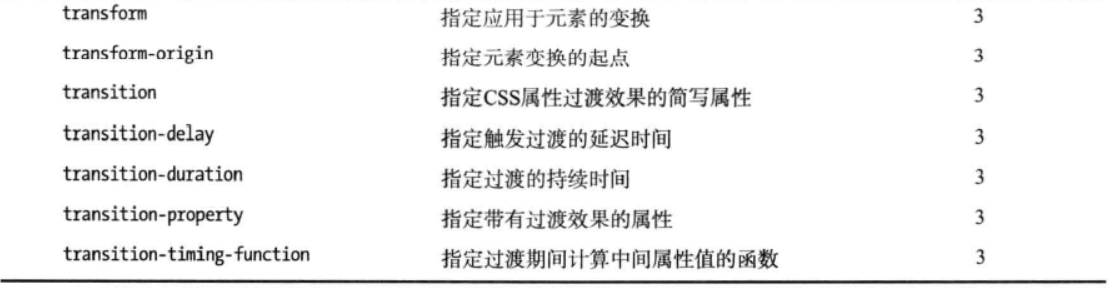 transform 指定应用于元素的变换 3
transform-origin 指定元素变换的起点 3
transition 指定CSS属性过渡效果的简写属性 3
transition-delay 指定触发过渡的延迟时间 3
transition-duration 指定过渡的持续时间 3
transition-property 指定带有过渡效果的属性 3
transition-timing-function 指定过渡期间计算中间属性值的函数 3